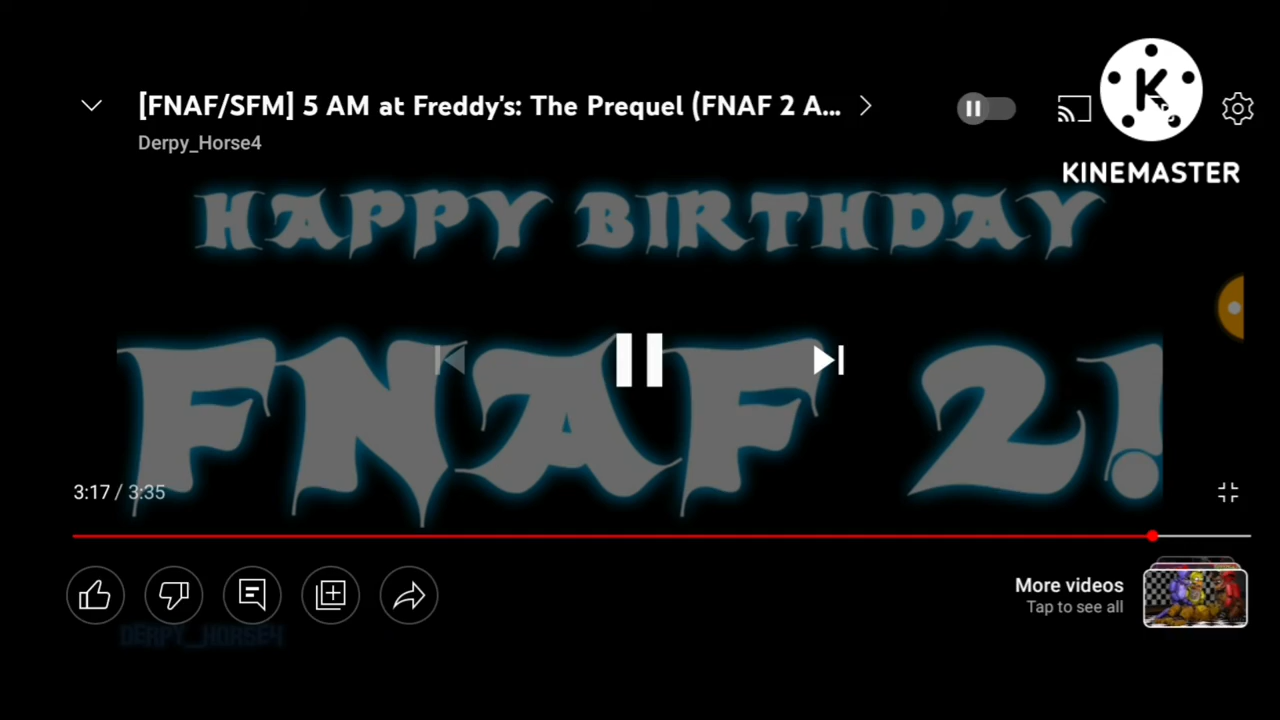 [FNAF/SFM] 5 AM at Freddy's: The Prequel (FNAF 2 A...
Derpy_Horse4
K
KINEMASTER
HAPPY BIRTHDAY
FNAF 2!
3:17 / 3:35
More videos
Tap to see all
DERPY_HORSE4